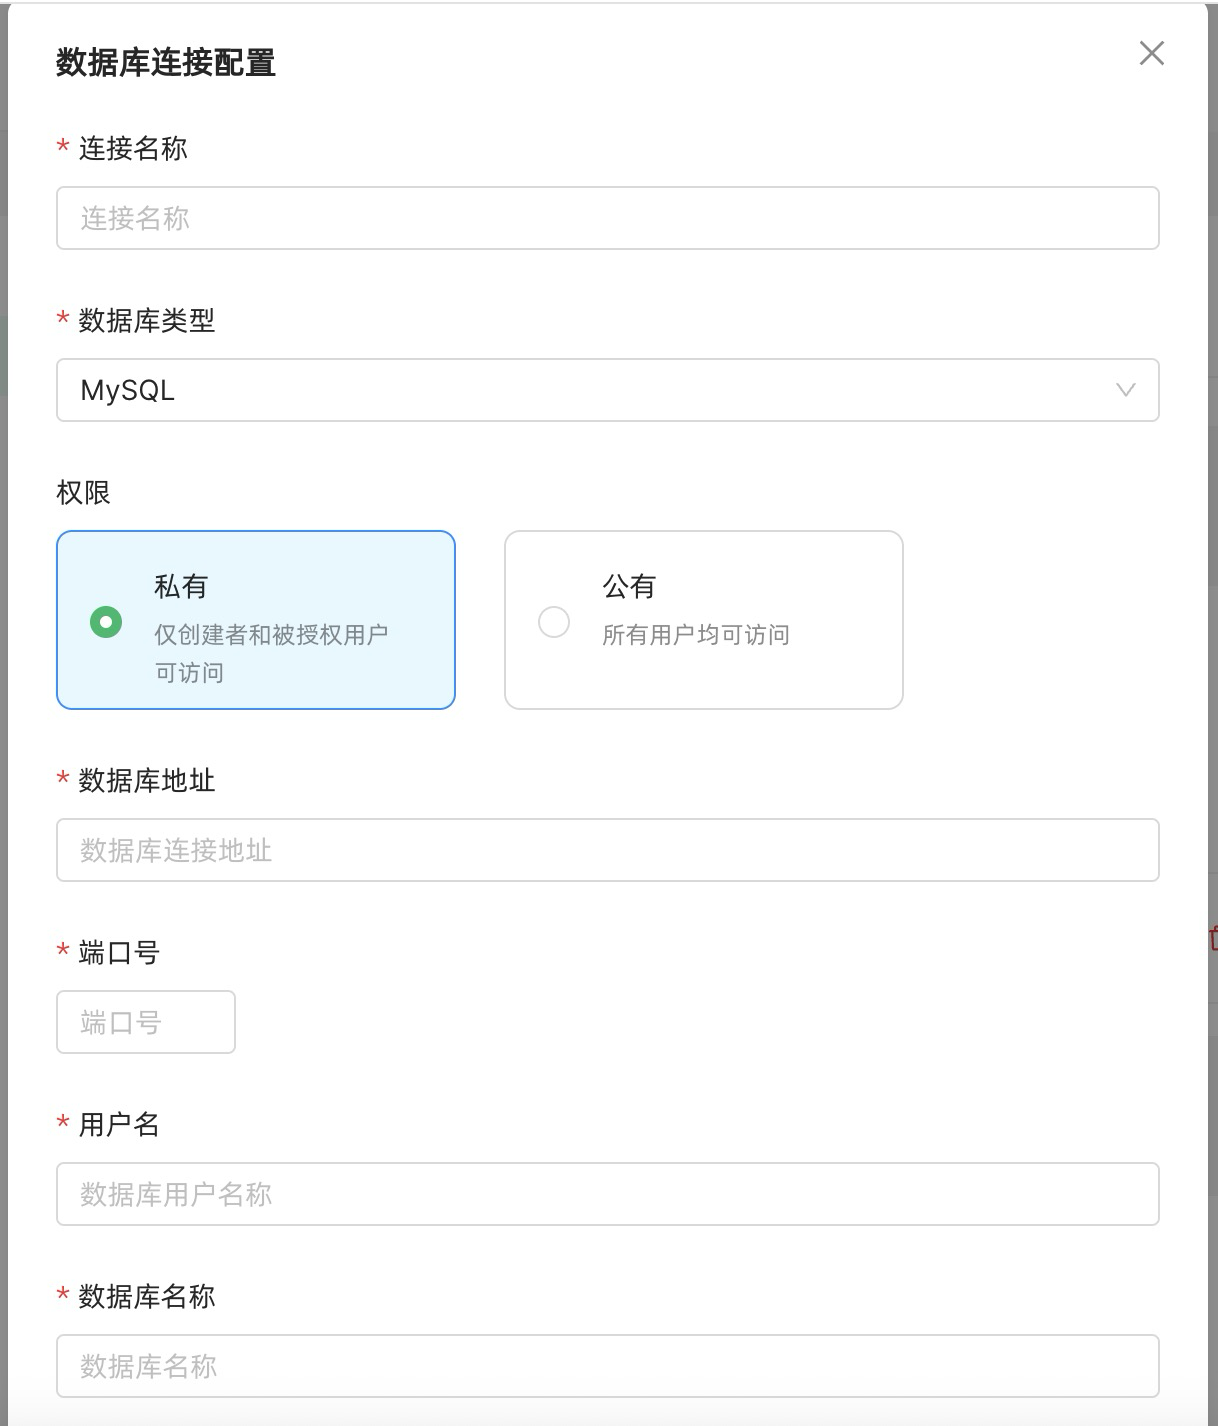 数据库连接配置
* 连接名称
连接名称
* 数据库类型
MySQL
权限
私有
仅创建者和被授权用户
可访问
公有
所有用户均可访问
* 数据库地址
数据库连接地址
* 端口号
端口号
* 用户名
数据库用户名称
* 数据库名称
数据库名称